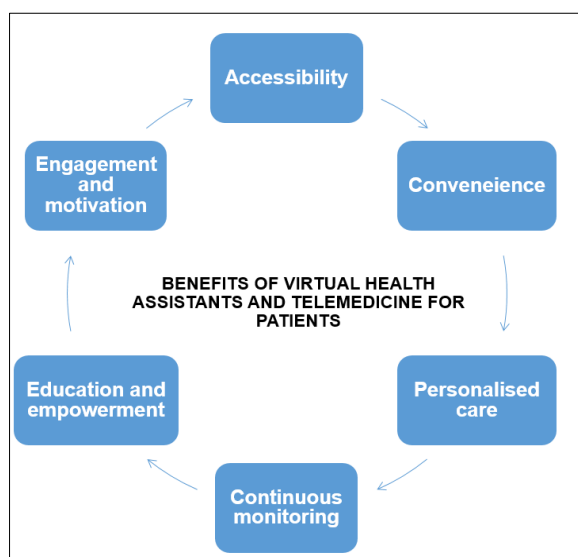 Accessibility
Conveneience
Personalised
care
Continuous
monitoring
Education and
empowerment
Engagement
and
motivation
BENEFITS OF VIRTUAL HEALTH
ASSISTANTS AND TELEMEDICINE FOR
PATIENTS